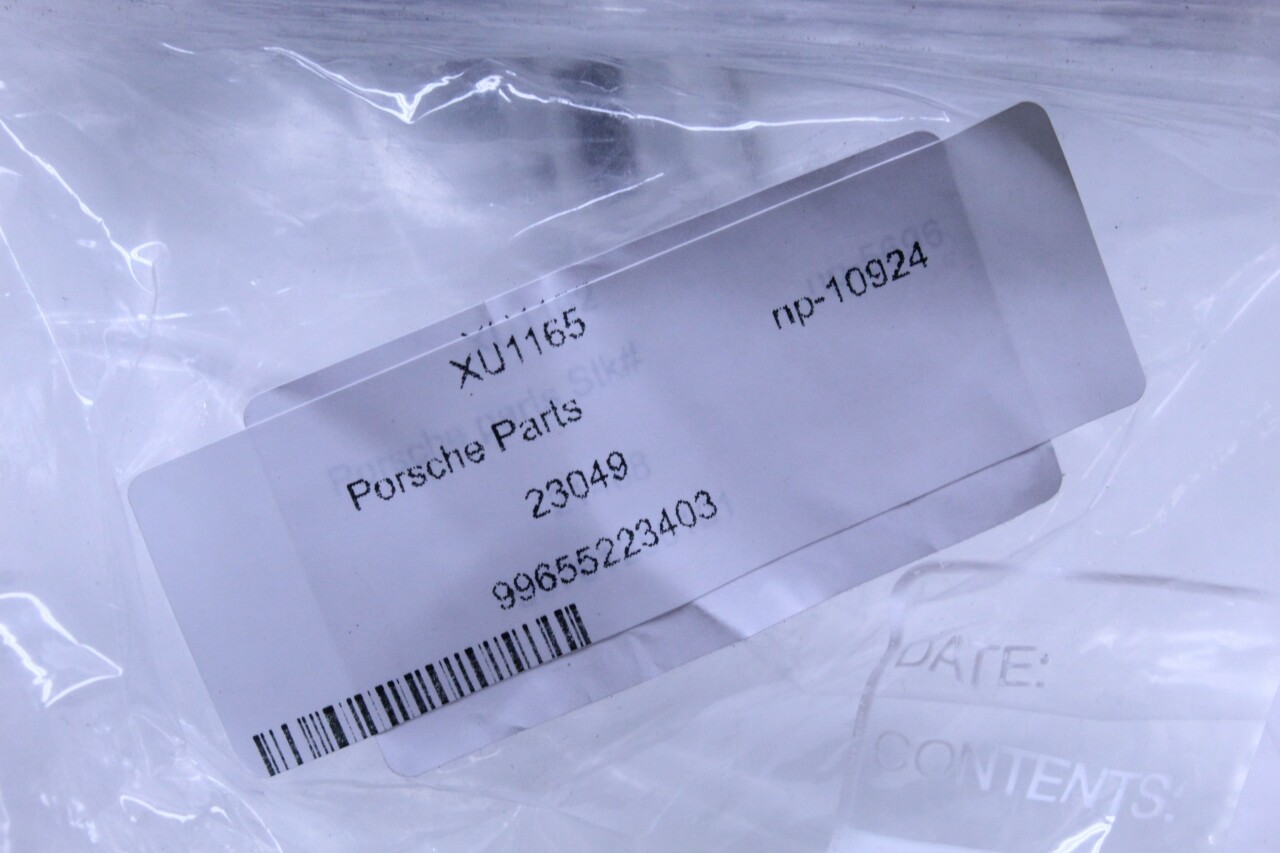 XU1165
np-10924
Porsche Parts
23049
99655223403
DATE:
CONTENTS: